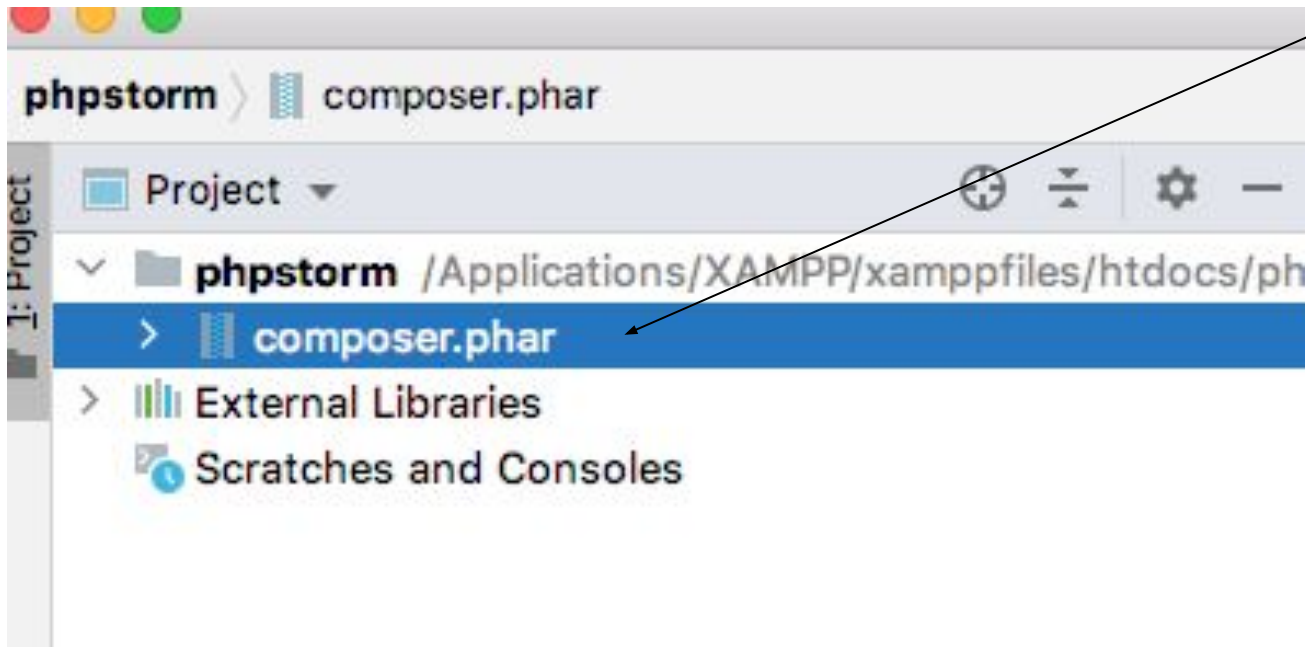 phpstorm composer.phar
Project
1: Project
phpstorm /Applications/XAMPP/xamppfiles/htdocs/ph
composer.phar
External Libraries
Scratches and Consoles